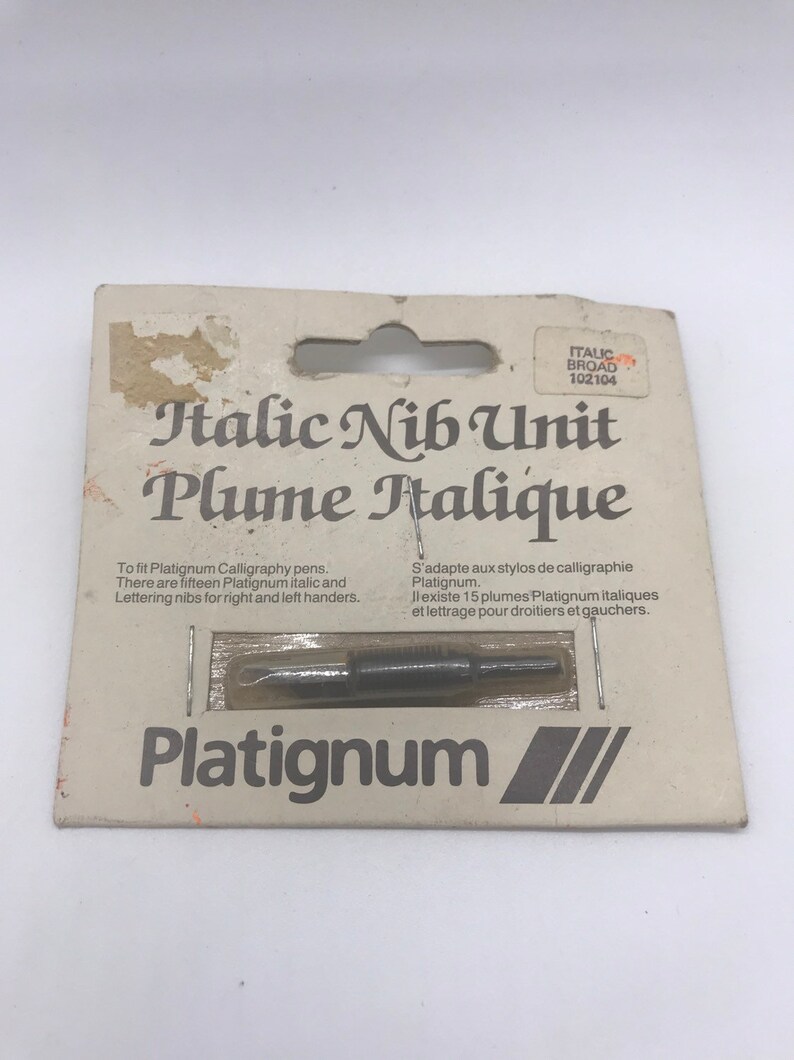 ITALIC
BROAD
102104
Italic Nib Unit
Plume Italique
To fit Platignum Calligraphy pens.
There are fifteen Platignum italic and
Lettering nibs for right and left handers.
S'adapte aux stylos de calligraphie
Platignum.
Il existe 15 plumes Platignum italiques
et lettrage pour droitiers et gauchers.
Platignum